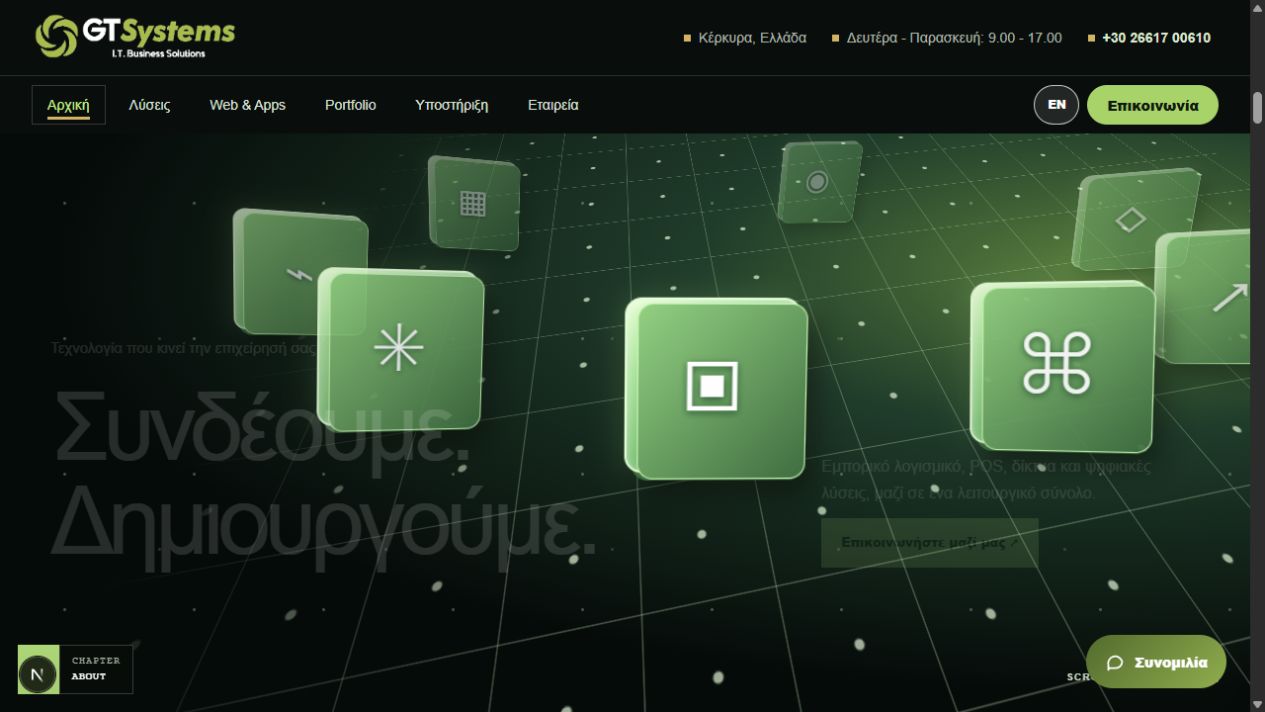 GTSystems
I.T. Business Solutions
Κέρκυρα, Ελλάδα
Δευτέρα - Παρασκευή: 9.00 - 17.00
+30 26617 00610
Αρχική
Λύσεις
Web & Apps
Portfolio
Υποστήριξη
Εταιρεία
EN
Επικοινωνία
Τεχνολογία που κινεί την επιχείρησή σας
Συνδέουμε.
Δημιουργούμε.
Εμπορικό λογισμικό, POS, δίκτυα και ψηφιακές
λύσεις, μαζί σε ένα λειτουργικό σύνολο.
Επικοινωνήστε μαζί μας ↗
N
CHAPTER
ABOUT
Συνομιλία